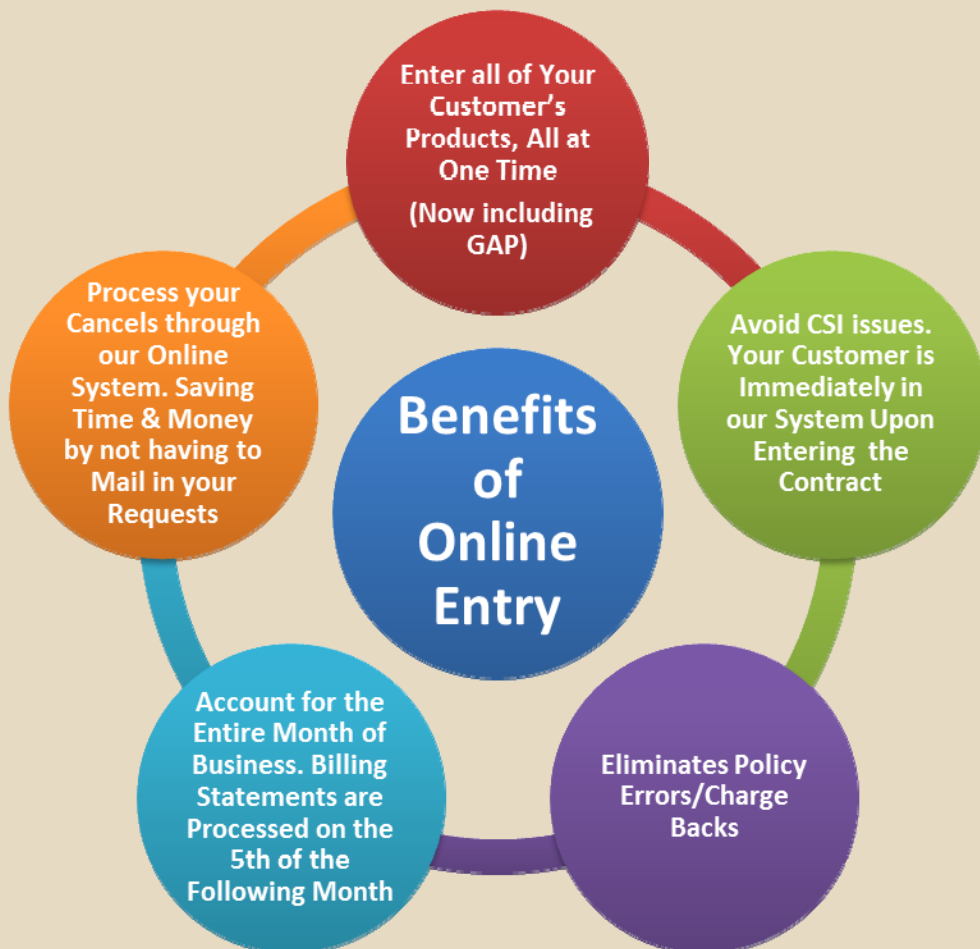 Enter all of Your
Customer's
Products, All at
One Time
(Now including
GAP)
Avoid CSI issues.
Your Customer is
Immediately in
our System Upon
Entering the
Contract
Eliminates Policy
Errors/Charge
Backs
Account for the
Entire Month of
Business. Billing
Statements are
Processed on the
5th of the
Following Month
Process your
Cancels through
our Online
System. Saving
Time & Money
by not having to
Mail in your
Requests
Benefits
of
Online
Entry